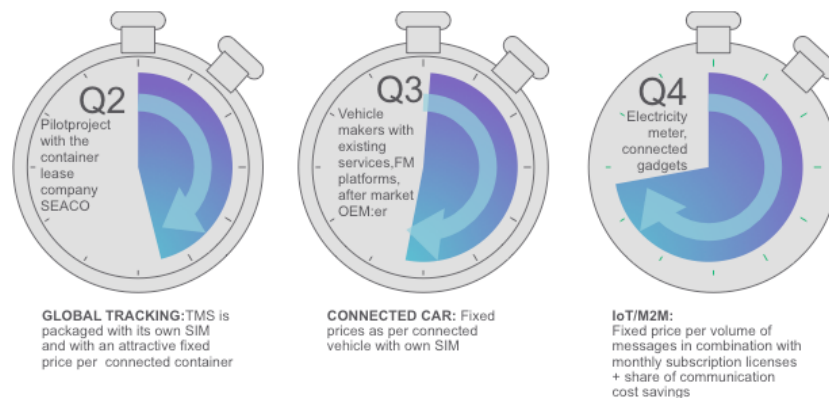 Q2
Pilotproject
with the
container
lease
company
SEACO
GLOBAL TRACKING:TMS is
packaged with its own SIM
and with an attractive fixed
price per connected container
Q3
Vehicle
makers with
existing
services,FM
platforms,
after market
OEM:er
CONNECTED CAR: Fixed
prices as per connected
vehicle with own SIM
Q4
Electricity
meter,
connected
gadgets
IoT/M2M:
Fixed price per volume of
messages in combination with
monthly subscription licenses
+ share of communication
cost savings